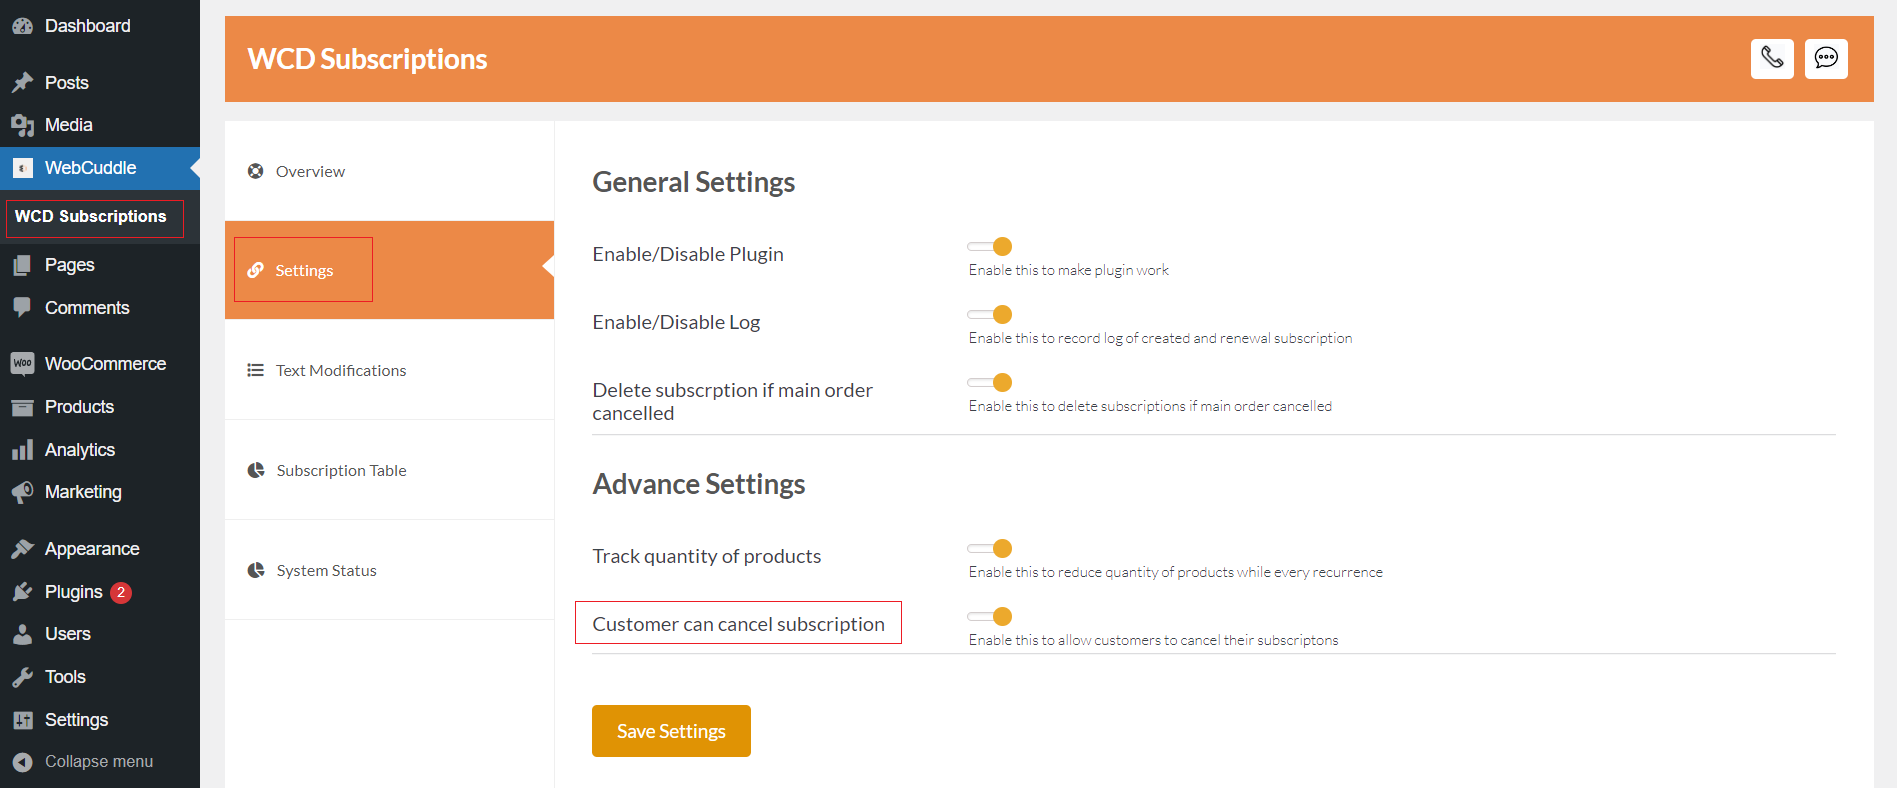 Dashboard
Posts
Media
WebCuddle
WCD Subscriptions
Pages
Comments
Woo WooCommerce
Products
Analytics
Marketing
Appearance
Plugins 2
Users
Tools
Settings
Collapse menu
WCD Subscriptions
Overview
Settings
Text Modifications
Subscription Table
System Status
General Settings
Enable/Disable Plugin
Enable this to make plugin work
Enable/Disable Log
Enable this to record log of created and renewal subscription
Delete subscrption if main order
cancelled
Enable this to delete subscriptions if main order cancelled
Advance Settings
Track quantity of products
Enable this to reduce quantity of products while every recurrence
Customer can cancel subscription
Enable this to allow customers to cancel their subscriptons
Save Settings